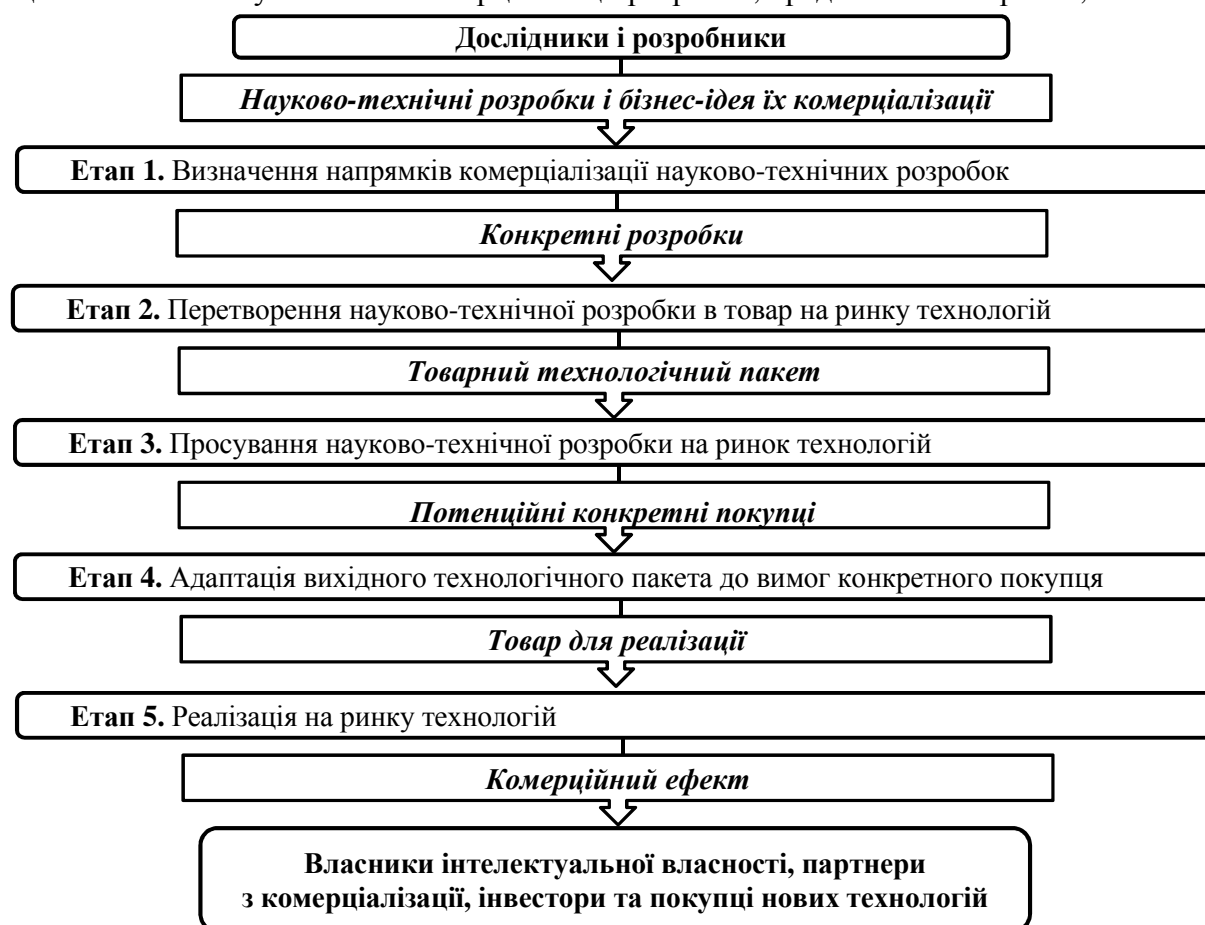 Дослідники і розробники
Науково-технічні розробки і бізнес-ідея їх комерціалізації
Етап 1. Визначення напрямків комерціалізації науково-технічних розробок
Конкретні розробки
Етап 2. Перетворення науково-технічної розробки в товар на ринку технологій
Товарний технологічний пакет
Етап 3. Просування науково-технічної розробки на ринок технологій
Потенційні конкретні покупці
Етап 4. Адаптація вихідного технологічного пакета до вимог конкретного покупця
Товар для реалізації
Етап 5. Реалізація на ринку технологій
Комерційний ефект
Власники інтелектуальної власності, партнери
з комерціалізації, інвестори та покупці нових технологій